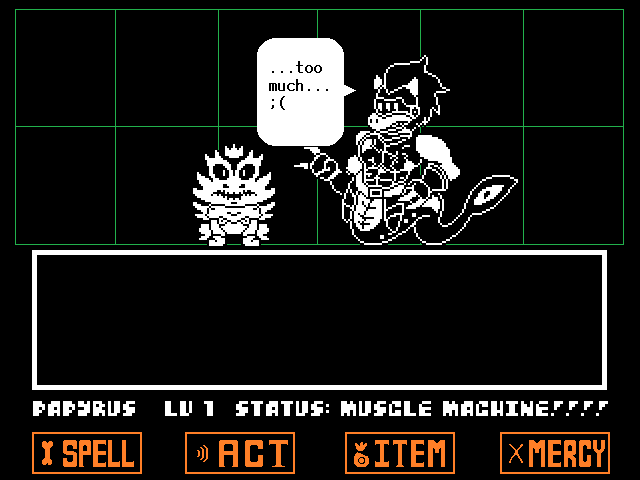 ...too
much...
;(
PAPYRUS LV 1 STATUS: MUSCLE MACHINE!!!!
SPELL ACT ITEM MERCY